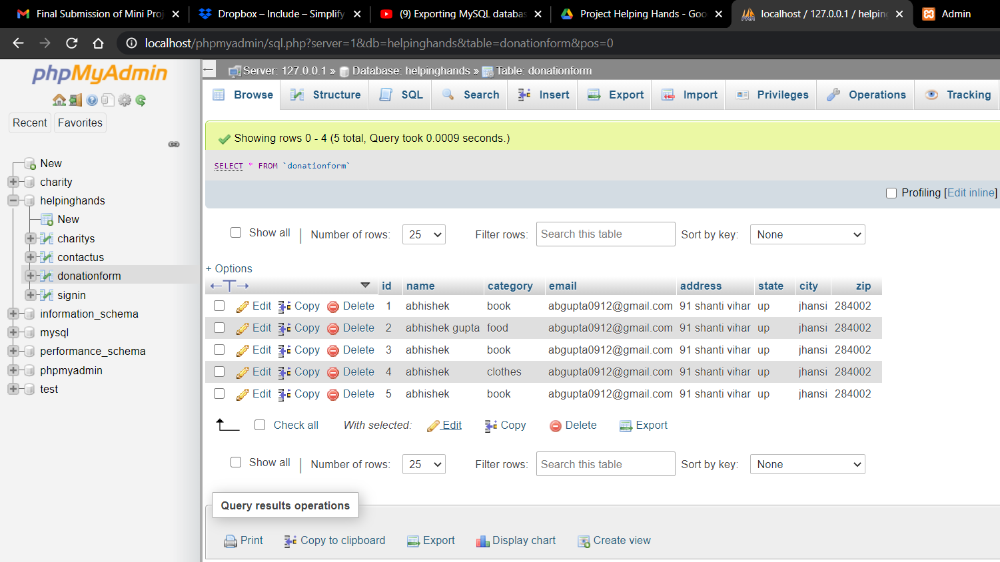 Final Submission of Mini Proj
Dropbox – Include – Simplify
(9) Exporting MySQL databas
Project Helping Hands - Goo
localhost / 127.0.0.1 / helpin
Admin
localhost/phpmyadmin/sql.php?server=1&db=helpinghands&table=donationform&pos=0
phpMyAdmin
Recent Favorites
New
charity
helpinghands
New
charitys
contactus
donationform
signin
information_schema
mysql
performance_schema
phpmyadmin
test
Server: 127.0.0.1 » Database: helpinghands » Table: donationform
Browse Structure SQL Search Insert Export Import Privileges Operations Tracking
Showing rows 0 - 4 (5 total, Query took 0.0009 seconds.)
SELECT * FROM `donationform`
Profiling [Edit inline]
Show all | Number of rows: 25 Filter rows: Search this table Sort by key: None
+ Options
←T→ id name category email address state city zip
Edit Copy Delete 1 abhishek book abgupta0912@gmail.com 91 shanti vihar up jhansi 284002
Edit Copy Delete 2 abhishek gupta food abgupta0912@gmail.com 91 shanti vihar up jhansi 284002
Edit Copy Delete 3 abhishek book abgupta0912@gmail.com 91 shanti vihar up jhansi 284002
Edit Copy Delete 4 abhishek clothes abgupta0912@gmail.com 91 shanti vihar up jhansi 284002
Edit Copy Delete 5 abhishek book abgupta0912@gmail.com 91 shanti vihar up jhansi 284002
Check all With selected: Edit Copy Delete Export
Show all | Number of rows: 25 Filter rows: Search this table Sort by key: None
Query results operations
Print Copy to clipboard Export Display chart Create view